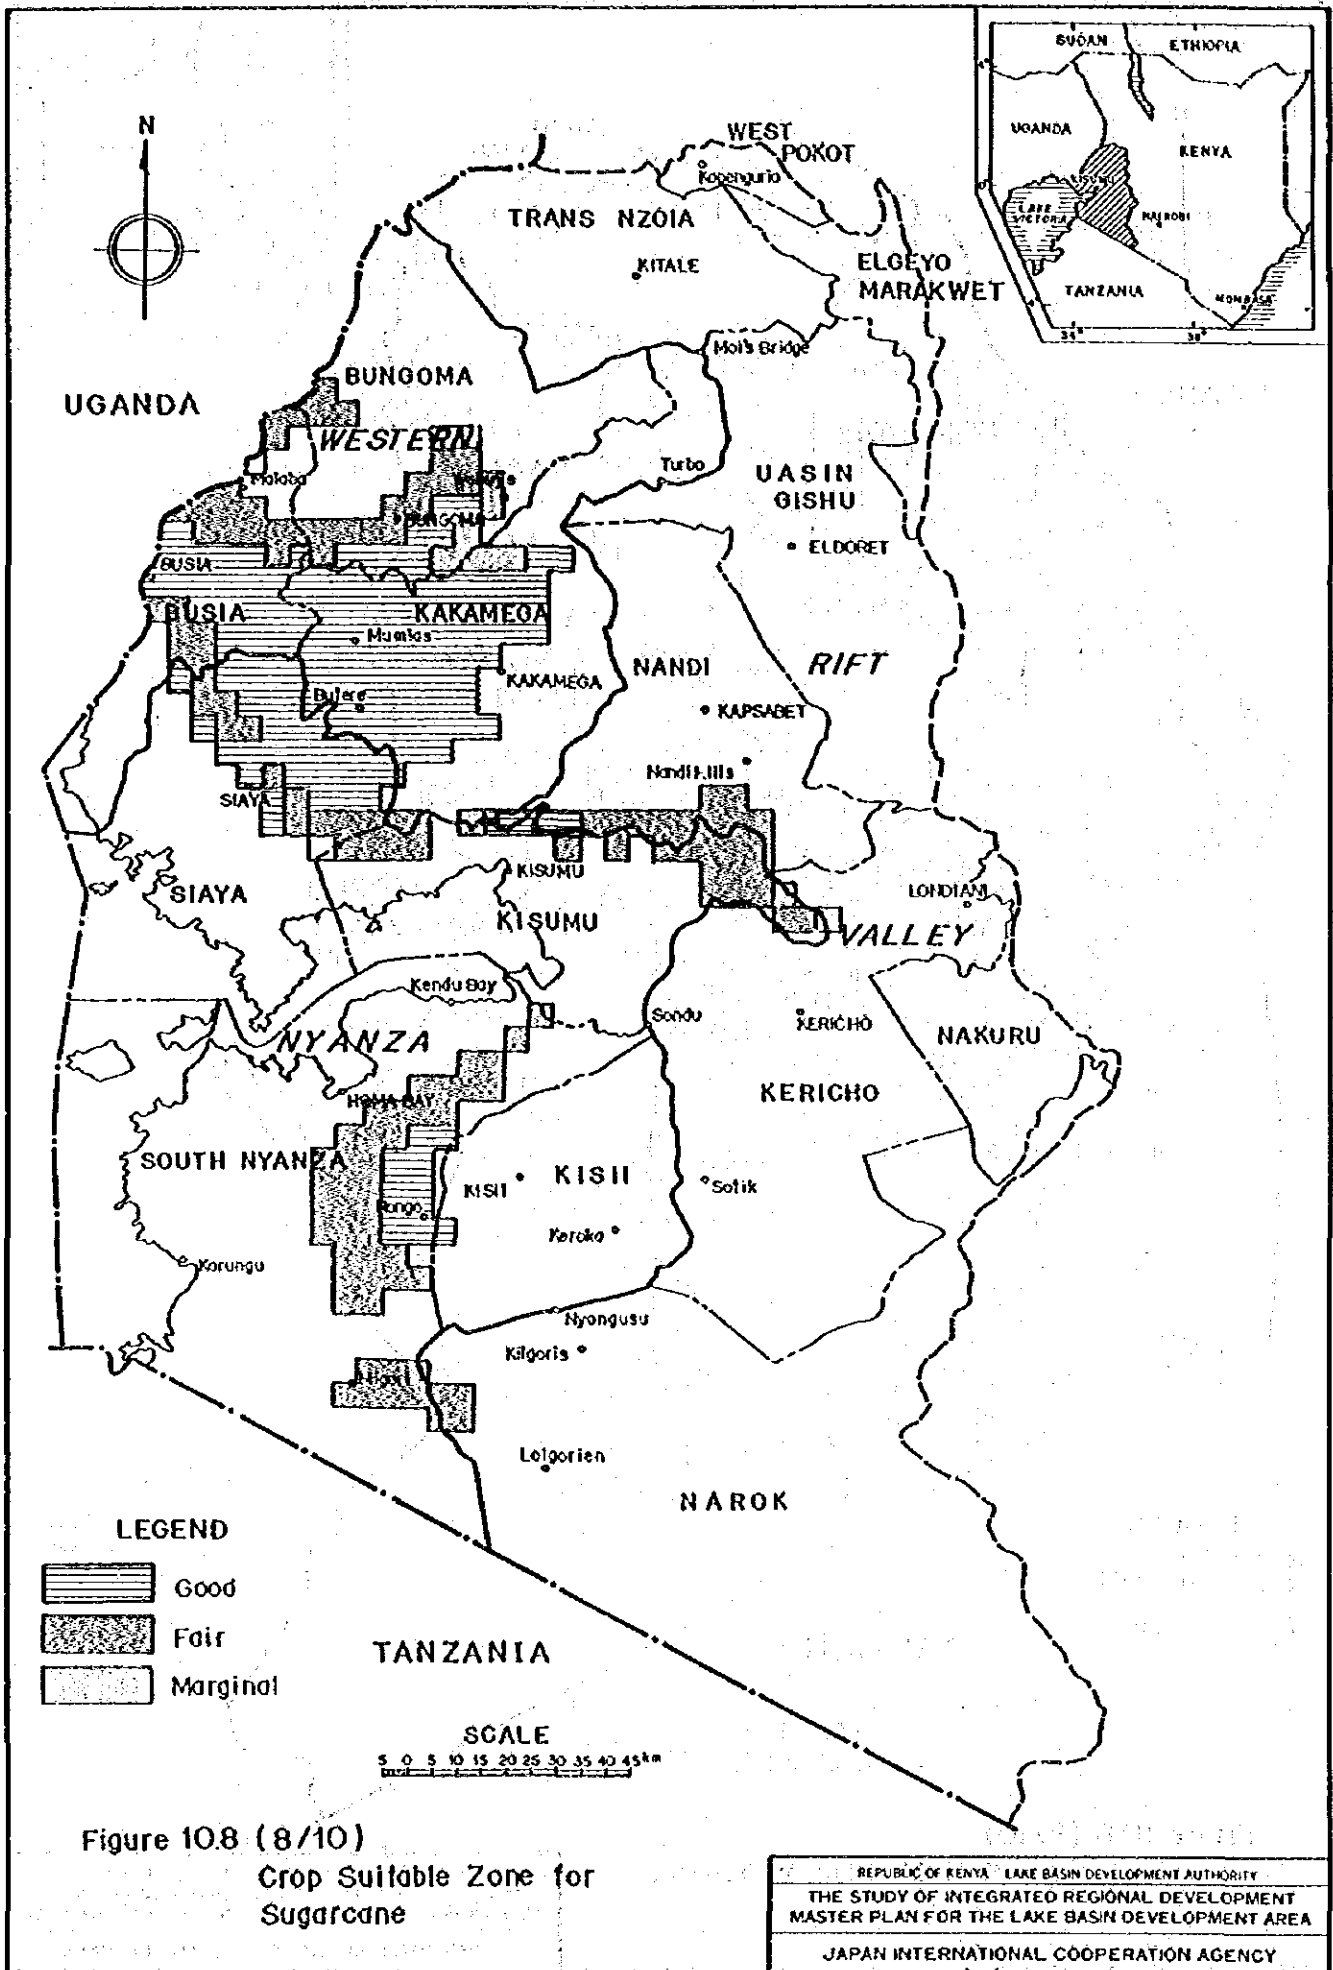 SUDAN
ETHIOPIA
UGANDA
KENYA
KISUMU
LAKE
VICTORIA
NAIROBI
TANZANIA
MOMBASA
34°
38°
N
WEST
POKOT
Kapenguria
TRANS NZOIA
KITALE
ELGEYO
MARAKWET
Moi's Bridge
BUNGOMA
UGANDA
WESTERN
Malaba
Turbo
UASIN
GISHU
BUNGOMA
ELDORET
BUSIA
BUSIA
KAKAMEGA
Mumias
NANDI
RIFT
KAKAMEGA
Butere
KAPSABET
Nandi Hills
SIAYA
KISUMU
SIAYA
LONDIANI
KISUMU
VALLEY
Kendu Bay
Sondu
KERICHO
NYANZA
NAKURU
KERICHO
HOMA BAY
SOUTH NYANZA
KISII
KISII
Sotik
Rongo
Keroka
Karungu
Nyangusu
Kilgoris
Lolgorien
NAROK
LEGEND
Good
Fair
Marginal
TANZANIA
SCALE
5 0 5 10 15 20 25 30 35 40 45km
Figure 10.8 (8/10)
Crop Suitable Zone for
Sugarcane
REPUBLIC OF KENYA LAKE BASIN DEVELOPMENT AUTHORITY
THE STUDY OF INTEGRATED REGIONAL DEVELOPMENT
MASTER PLAN FOR THE LAKE BASIN DEVELOPMENT AREA
JAPAN INTERNATIONAL COOPERATION AGENCY